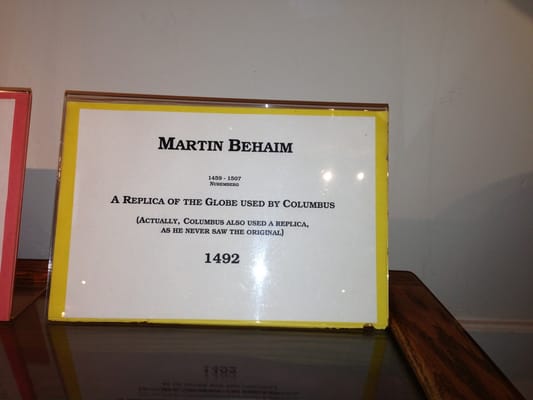 MARTIN BEHAIM
1459 - 1507
NUREMBERG
A REPLICA OF THE GLOBE USED BY COLUMBUS
(ACTUALLY, COLUMBUS ALSO USED A REPLICA,
AS HE NEVER SAW THE ORIGINAL)
1492